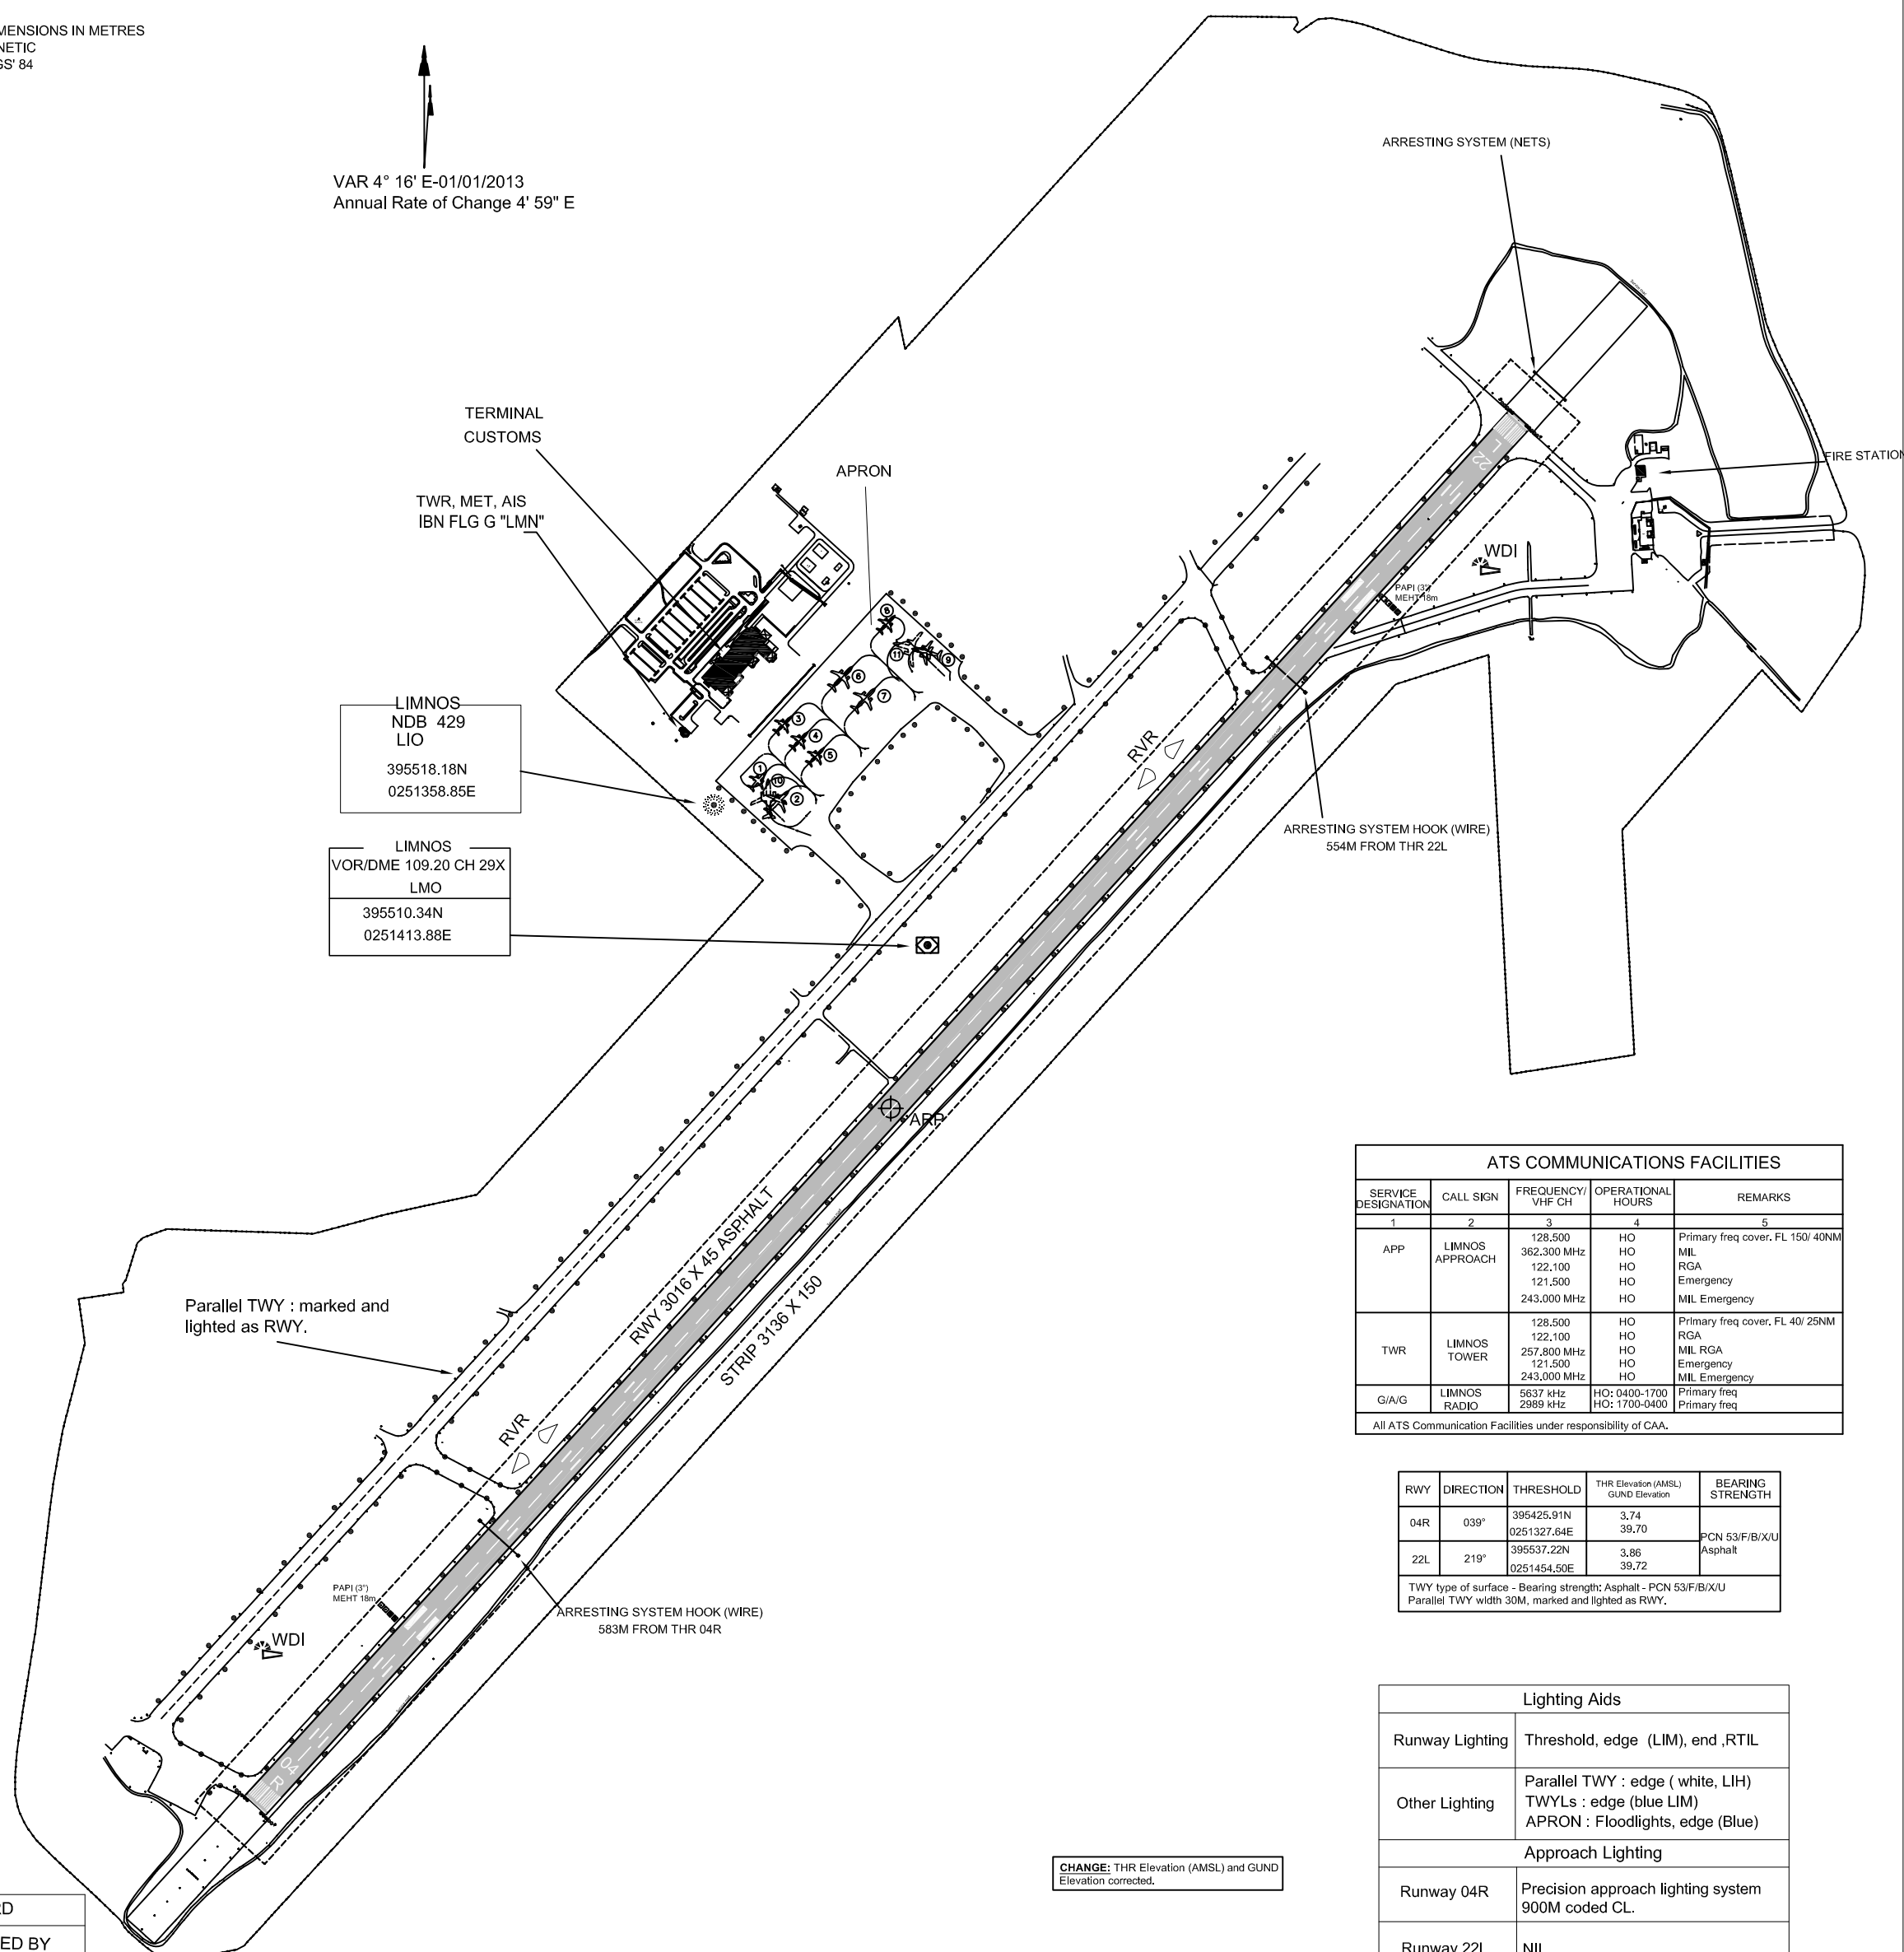 MENSIONS IN METRES
NETIC
GS' 84
VAR 4° 16' E-01/01/2013
Annual Rate of Change 4' 59" E
ARRESTING SYSTEM (NETS)
TERMINAL
CUSTOMS
TWR, MET, AIS
IBN FLG G "LMN"
APRON
FIRE STATION
22 L
WDI
PAPI (3°)
MEHT 18m
8
11
9
6
7
3
4
5
1
10
2
LIMNOS
NDB 429
LIO
395518.18N
0251358.85E
LIMNOS
VOR/DME 109.20 CH 29X
LMO
395510.34N
0251413.88E
RVR
ARRESTING SYSTEM HOOK (WIRE)
554M FROM THR 22L
ARP
RWY 3016 X 45 ASPHALT
STRIP 3136 X 150
Parallel TWY : marked and
lighted as RWY.
RVR
PAPI (3°)
MEHT 18m
WDI
ARRESTING SYSTEM HOOK (WIRE)
583M FROM THR 04R
04 R
ATS COMMUNICATIONS FACILITIES
SERVICE DESIGNATION CALL SIGN FREQUENCY/ VHF CH OPERATIONAL HOURS REMARKS
1 2 3 4 5
APP LIMNOS APPROACH
128.500 HO Primary freq cover. FL 150/ 40NM
362.300 MHz HO MIL
122.100 HO RGA
121.500 HO Emergency
243.000 MHz HO MIL Emergency
TWR LIMNOS TOWER
128.500 HO Primary freq cover. FL 40/ 25NM
122.100 HO RGA
257.800 MHz HO MIL RGA
121.500 HO Emergency
243.000 MHz HO MIL Emergency
G/A/G LIMNOS RADIO
5637 kHz HO: 0400-1700 Primary freq
2989 kHz HO: 1700-0400 Primary freq
All ATS Communication Facilities under responsibility of CAA.
RWY DIRECTION THRESHOLD THR Elevation (AMSL) GUND Elevation BEARING STRENGTH
04R 039° 395425.91N 3.74
0251327.64E 39.70
PCN 53/F/B/X/U
Asphalt
22L 219° 395537.22N 3.86
0251454.50E 39.72
TWY type of surface - Bearing strength: Asphalt - PCN 53/F/B/X/U
Parallel TWY width 30M, marked and lighted as RWY.
Lighting Aids
Runway Lighting Threshold, edge (LIM), end ,RTIL
Other Lighting
Parallel TWY : edge ( white, LIH)
TWYLs : edge (blue LIM)
APRON : Floodlights, edge (Blue)
Approach Lighting
Runway 04R Precision approach lighting system
900M coded CL.
Runway 22L NIL
CHANGE: THR Elevation (AMSL) and GUND
Elevation corrected.
RD
ED BY